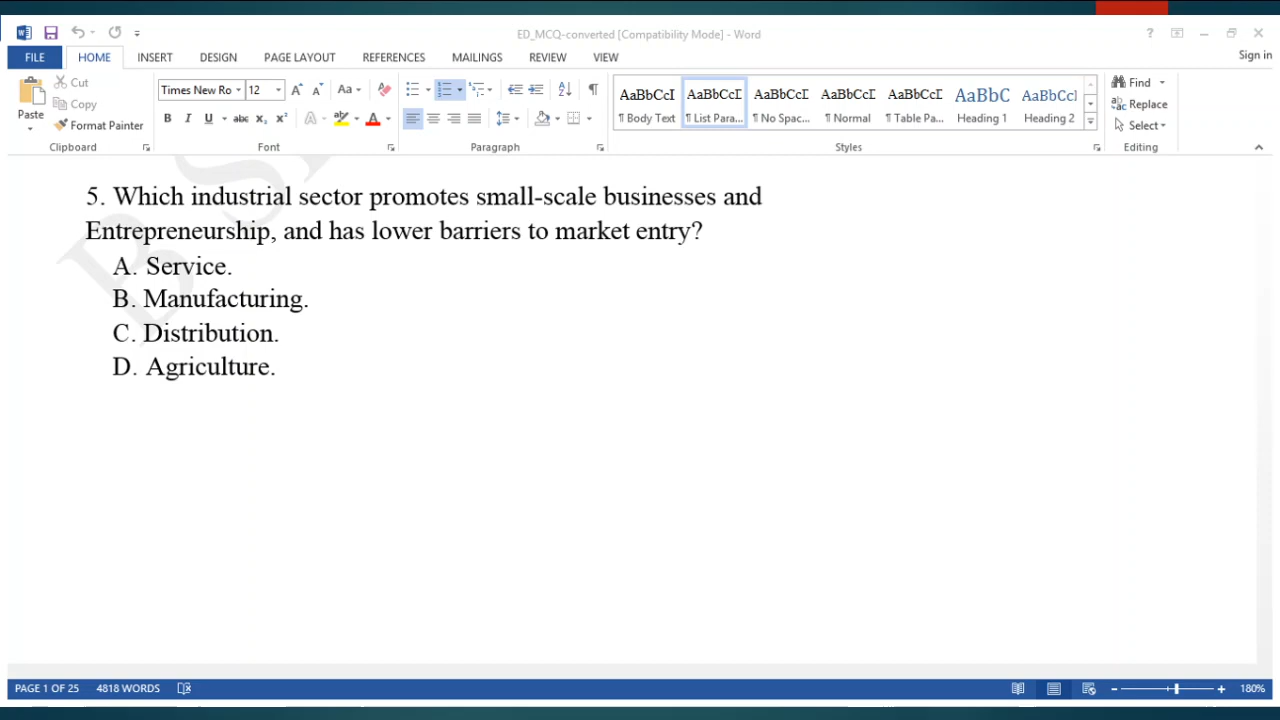 ED_MCQ-converted [Compatibility Mode] - Word
FILE HOME INSERT DESIGN PAGE LAYOUT REFERENCES MAILINGS REVIEW VIEW Sign in
Paste Cut Copy Format Painter
Times New Ro 12
AaBbCcI AaBbCcI AaBbCcI AaBbCcI AaBbCcI AaBbC AaBbCcI
¶ Body Text ¶ List Para... ¶ No Spac... ¶ Normal ¶ Table Pa... Heading 1 Heading 2
Find Replace Select
Clipboard Font Paragraph Styles Editing
5. Which industrial sector promotes small-scale businesses and
Entrepreneurship, and has lower barriers to market entry?
A. Service.
B. Manufacturing.
C. Distribution.
D. Agriculture.
PAGE 1 OF 25 4818 WORDS 180%